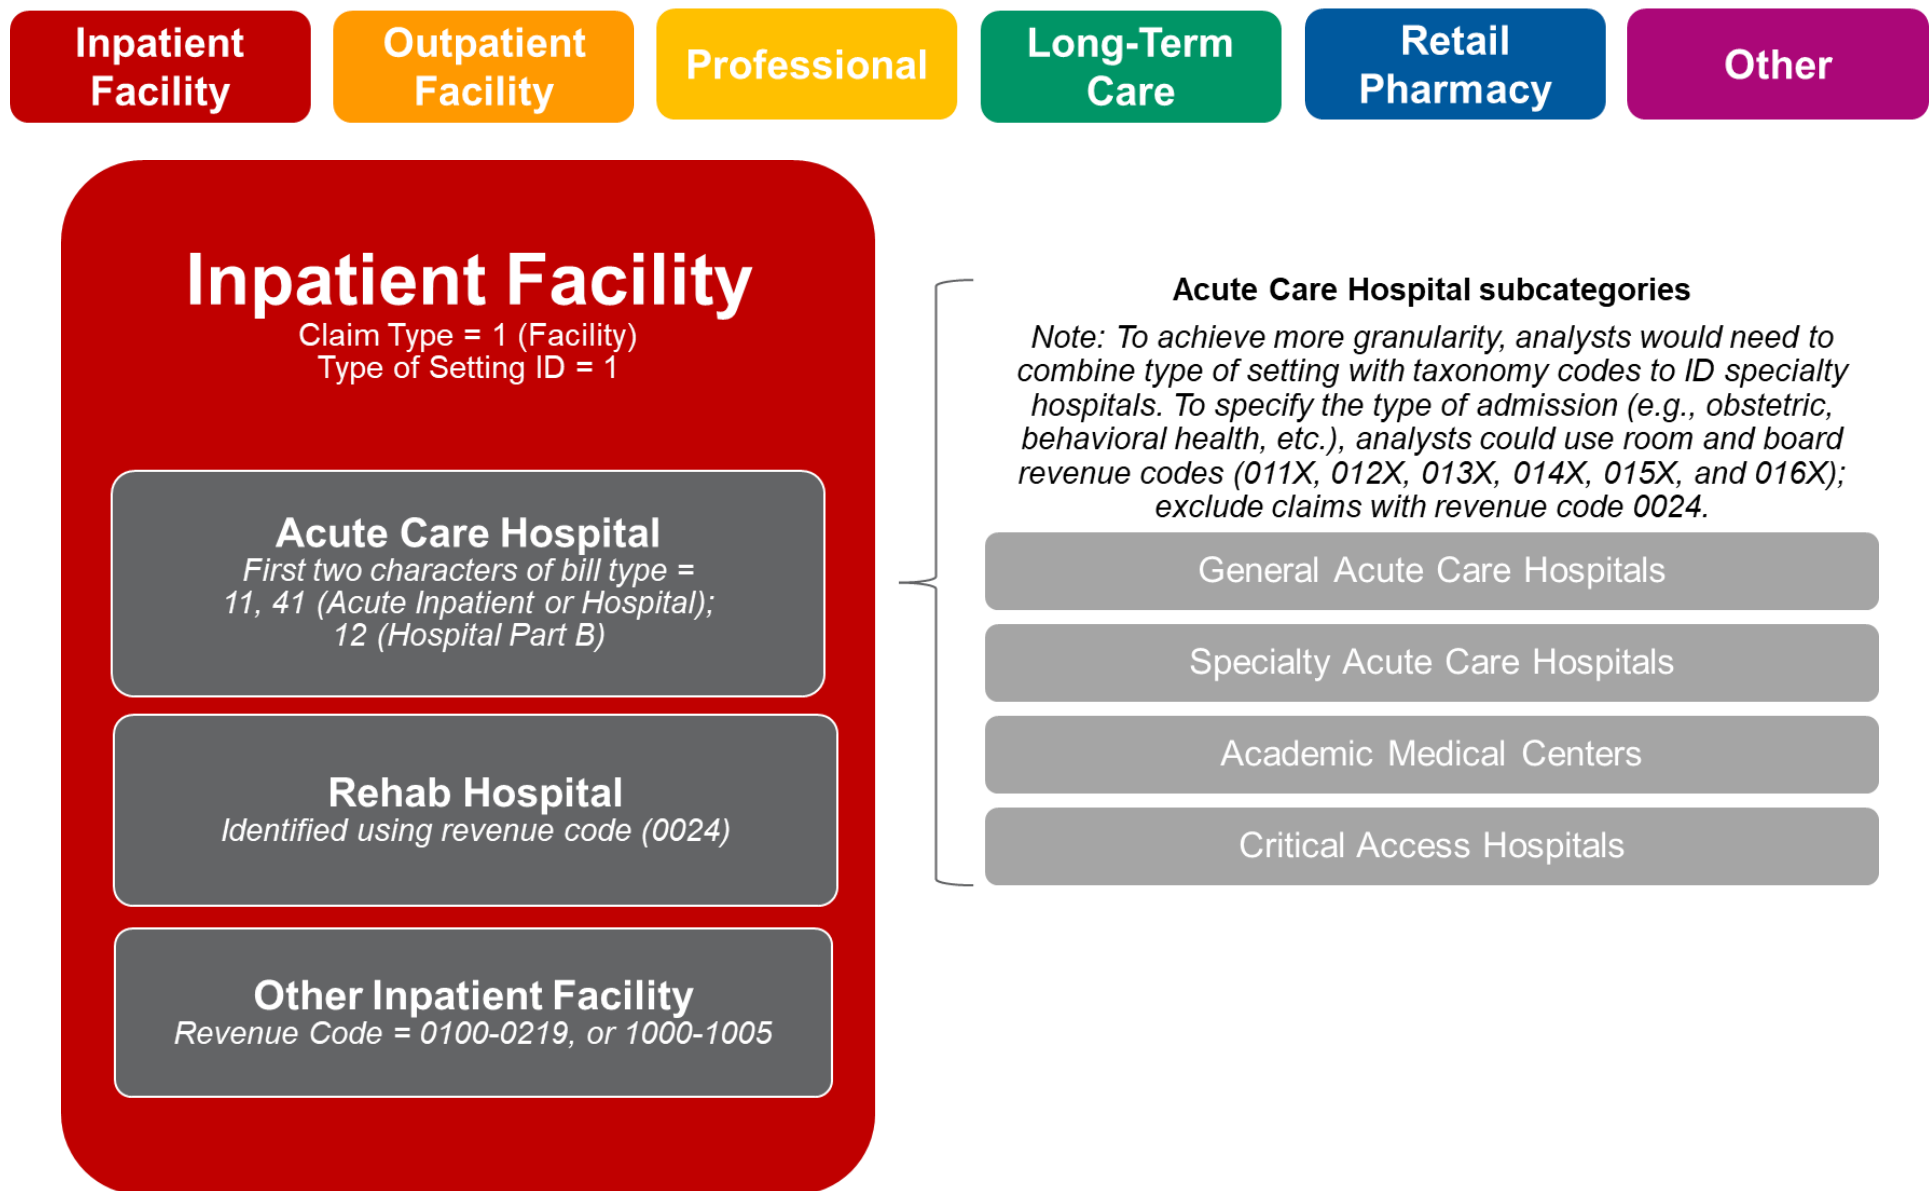 Inpatient
Facility
Outpatient
Facility
Professional
Long-Term
Care
Retail
Pharmacy
Other
Inpatient Facility
Claim Type = 1 (Facility)
Type of Setting ID = 1
Acute Care Hospital
First two characters of bill type =
11, 41 (Acute Inpatient or Hospital);
12 (Hospital Part B)
Rehab Hospital
Identified using revenue code (0024)
Other Inpatient Facility
Revenue Code = 0100-0219, or 1000-1005
Acute Care Hospital subcategories
Note: To achieve more granularity, analysts would need to
combine type of setting with taxonomy codes to ID specialty
hospitals. To specify the type of admission (e.g., obstetric,
behavioral health, etc.), analysts could use room and board
revenue codes (011X, 012X, 013X, 014X, 015X, and 016X);
exclude claims with revenue code 0024.
General Acute Care Hospitals
Specialty Acute Care Hospitals
Academic Medical Centers
Critical Access Hospitals